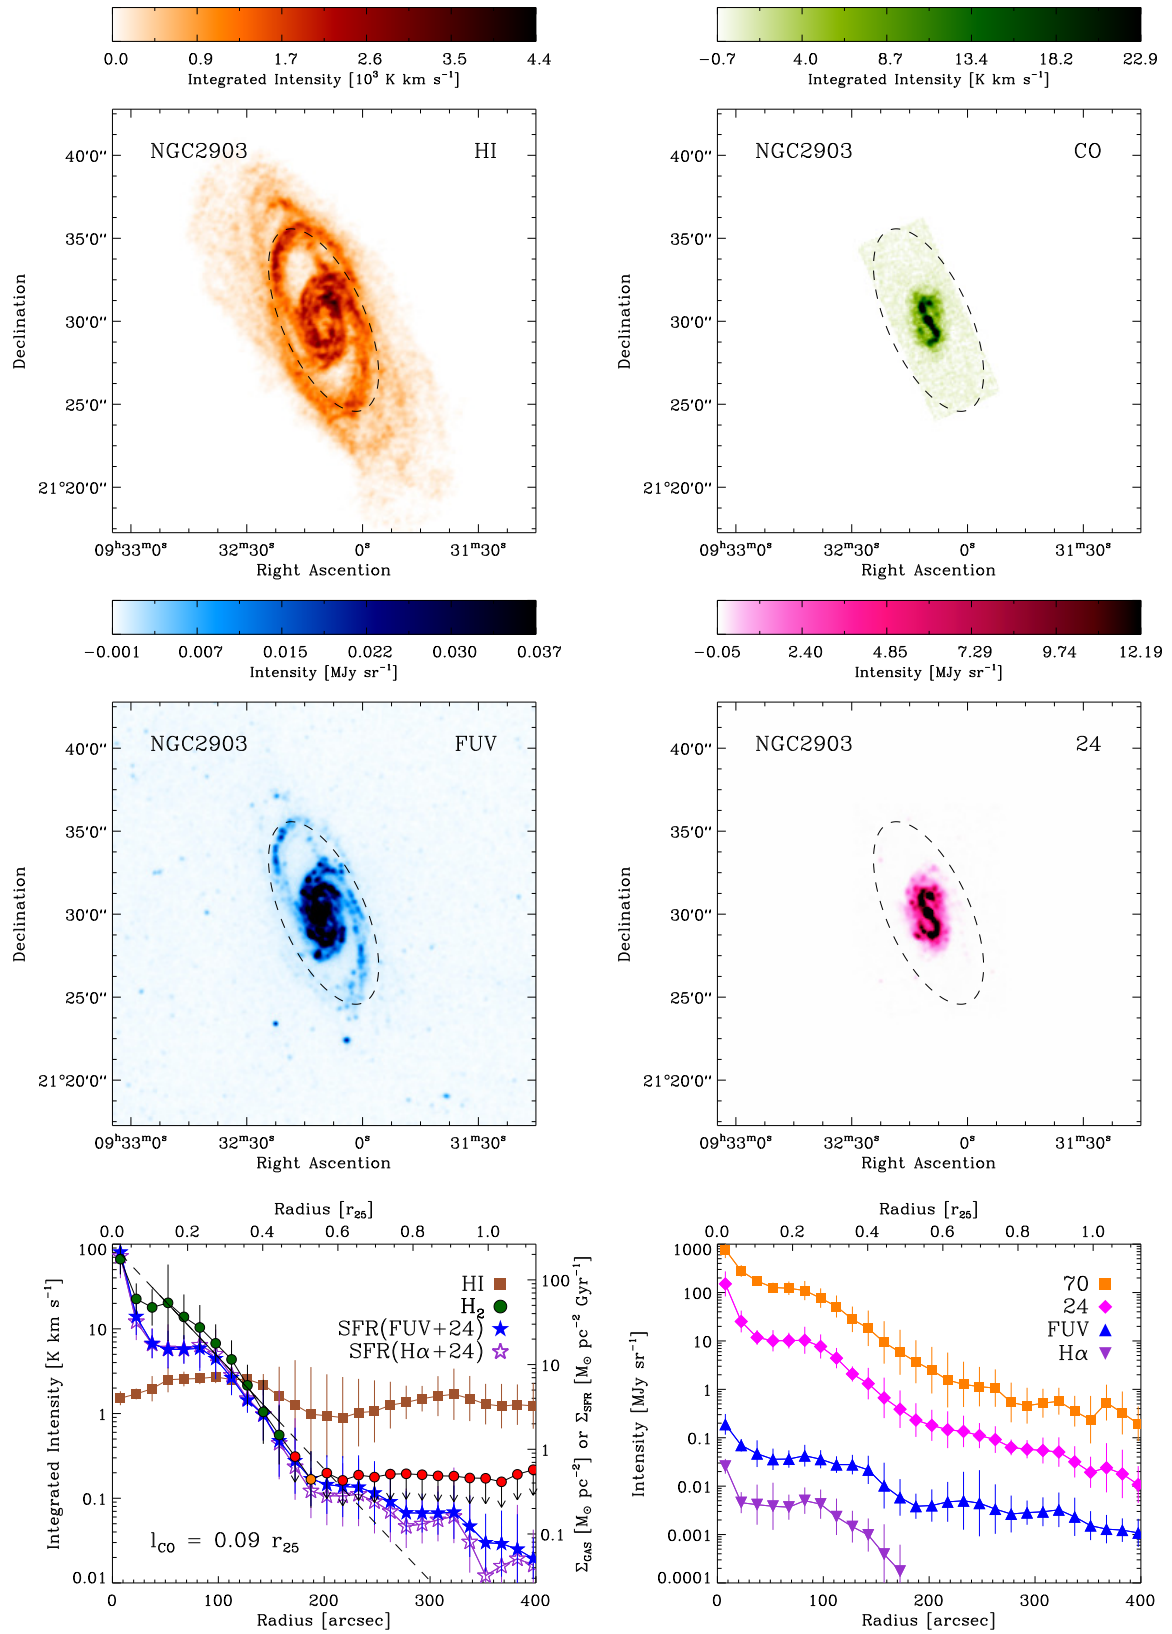 0.0 0.9 1.7 2.6 3.5 4.4
Integrated Intensity [10³ K km s⁻¹]
−0.7 4.0 8.7 13.4 18.2 22.9
Integrated Intensity [K km s⁻¹]
NGC2903 HI
40'0''
35'0''
30'0''
25'0''
21°20'0''
Declination
09ʰ33ᵐ0ˢ 32ᵐ30ˢ 0ˢ 31ᵐ30ˢ
Right Ascention
NGC2903 CO
40'0''
35'0''
30'0''
25'0''
21°20'0''
Declination
09ʰ33ᵐ0ˢ 32ᵐ30ˢ 0ˢ 31ᵐ30ˢ
Right Ascention
−0.001 0.007 0.015 0.022 0.030 0.037
Intensity [MJy sr⁻¹]
−0.05 2.40 4.85 7.29 9.74 12.19
Intensity [MJy sr⁻¹]
NGC2903 FUV
40'0''
35'0''
30'0''
25'0''
21°20'0''
Declination
09ʰ33ᵐ0ˢ 32ᵐ30ˢ 0ˢ 31ᵐ30ˢ
Right Ascention
NGC2903 24
40'0''
35'0''
30'0''
25'0''
21°20'0''
Declination
09ʰ33ᵐ0ˢ 32ᵐ30ˢ 0ˢ 31ᵐ30ˢ
Right Ascention
Radius [r₂₅]
0.0 0.2 0.4 0.6 0.8 1.0
100
10
1
0.1
0.01
Integrated Intensity [K km s⁻¹]
HI
H₂
SFR(FUV+24)
SFR(Hα+24)
l_CO = 0.09 r₂₅
100
10
1
0.1
Σ_GAS [M⊙ pc⁻²] or Σ_SFR [M⊙ pc⁻² Gyr⁻¹]
0 100 200 300 400
Radius [arcsec]
Radius [r₂₅]
0.0 0.2 0.4 0.6 0.8 1.0
1000
100
10
1
0.1
0.01
0.001
0.0001
Intensity [MJy sr⁻¹]
70
24
FUV
Hα
0 100 200 300 400
Radius [arcsec]